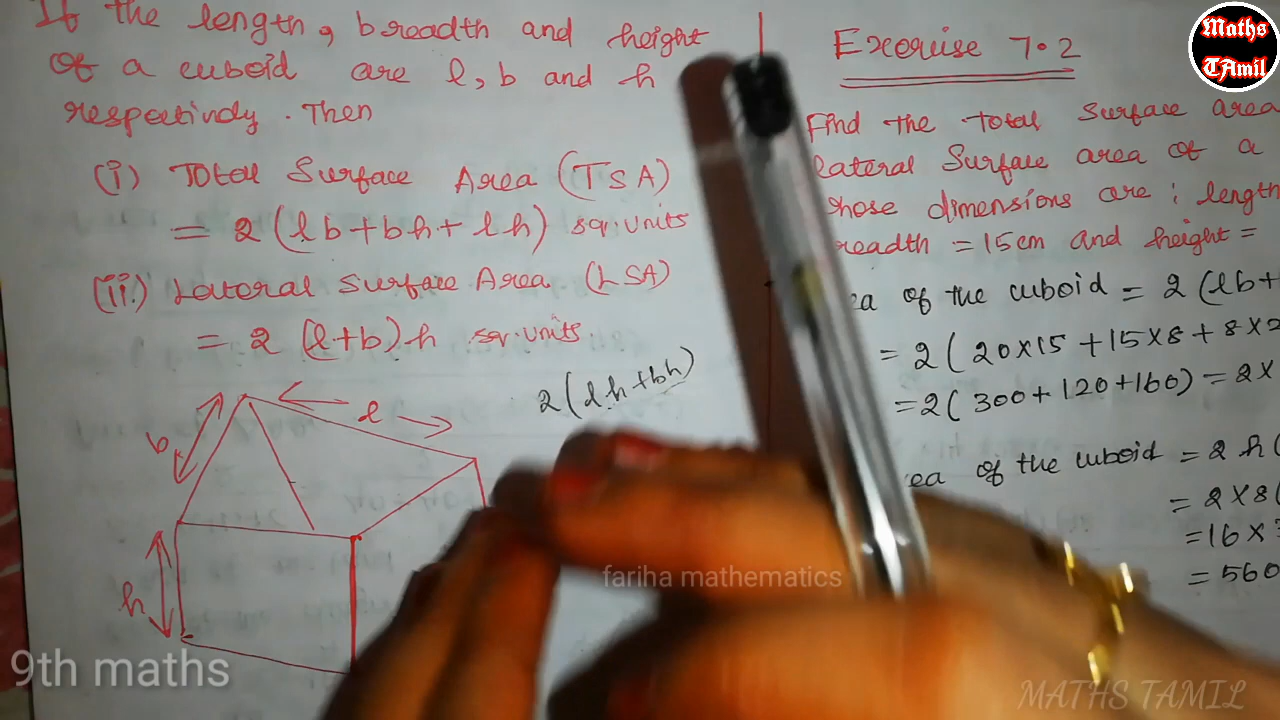 If the length, breadth and height
of a cuboid are l, b and h
respectively. Then
(i) Total Surface Area (TSA)
= 2 (lb+bh+lh) sq.units
(ii) Lateral Surface Area (LSA)
= 2 (l+b)h sq.units
2(lh+bh)
l
b
h
Exercise 7.2
Find the total surface area
lateral Surface area of a
whose dimensions are : length
breadth = 15cm and height =
of the cuboid = 2 (lb+
= 2 ( 20×15 +15×8 + 8×2
=2( 300+120+160) = 2×
of the cuboid = 2 h (
= 2×8(
=16×
= 560
Maths
TAmil
fariha mathematics
9th maths
MATHS TAMIL